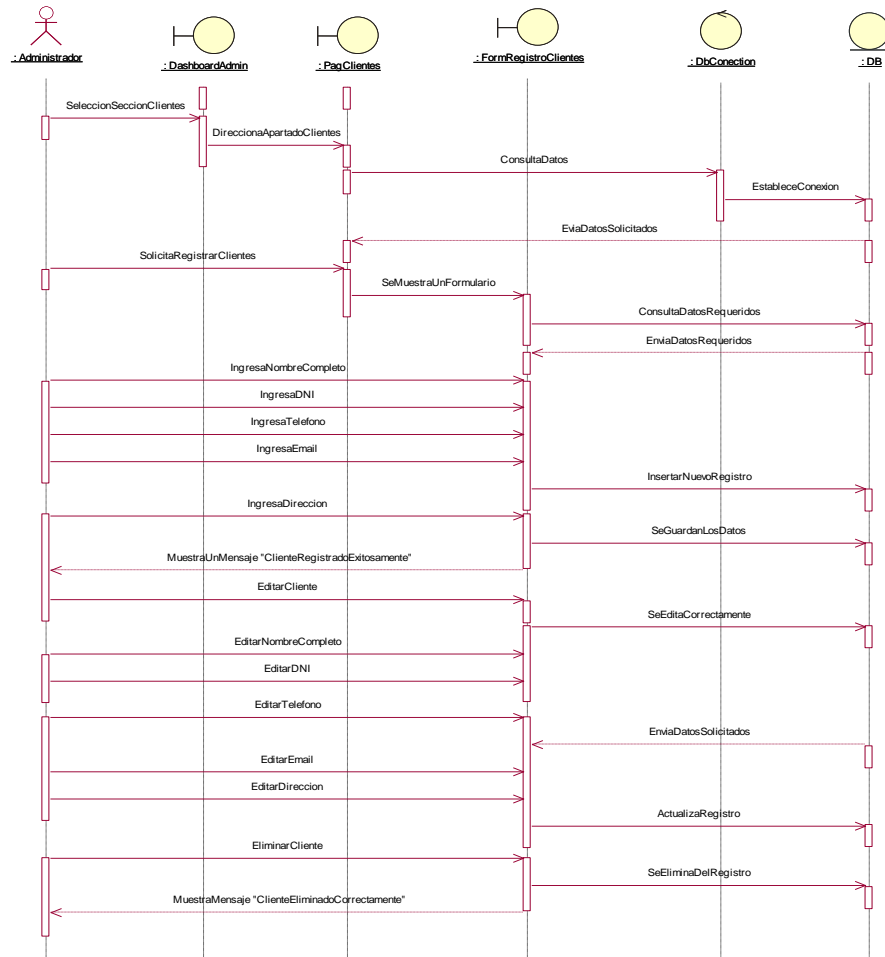 : Administrador
: DashboardAdmin
: PagClientes
: FormRegistroClientes
: DbConection
: DB
SeleccionSeccionClientes
DireccionaApartadoClientes
ConsultaDatos
EstableceConexion
EviaDatosSolicitados
SolicitaRegistrarClientes
SeMuestraUnFormulario
ConsultaDatosRequeridos
EnviaDatosRequeridos
IngresaNombreCompleto
IngresaDNI
IngresaTelefono
IngresaEmail
InsertarNuevoRegistro
IngresaDireccion
SeGuardanLosDatos
MuestraUnMensaje "ClienteRegistradoExitosamente"
EditarCliente
SeEditaCorrectamente
EditarNombreCompleto
EditarDNI
EditarTelefono
EnviaDatosSolicitados
EditarEmail
EditarDireccion
ActualizaRegistro
EliminarCliente
SeEliminaDelRegistro
MuestraMensaje "ClienteEliminadoCorrectamente"